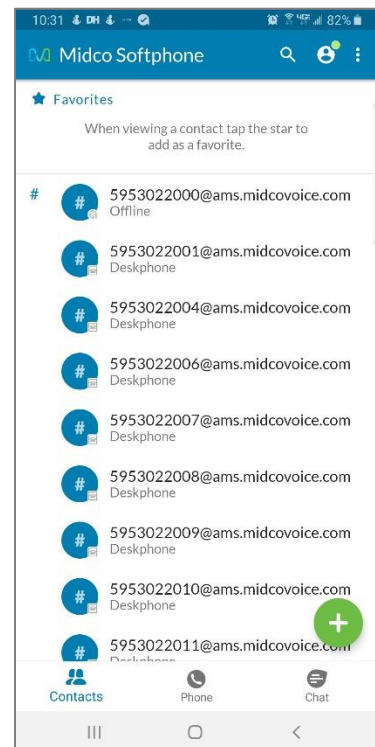 10:31 DH 82%
Midco Softphone
Favorites
When viewing a contact tap the star to
add as a favorite.
#
# 5953022000@ams.midcovoice.com
Offline
# 5953022001@ams.midcovoice.com
Deskphone
# 5953022004@ams.midcovoice.com
Deskphone
# 5953022006@ams.midcovoice.com
Deskphone
# 5953022007@ams.midcovoice.com
Deskphone
# 5953022008@ams.midcovoice.com
Deskphone
# 5953022009@ams.midcovoice.com
Deskphone
# 5953022010@ams.midcovoice.com
Deskphone
# 5953022011@ams.midcovoice.com
Deskphone
Contacts Phone Chat